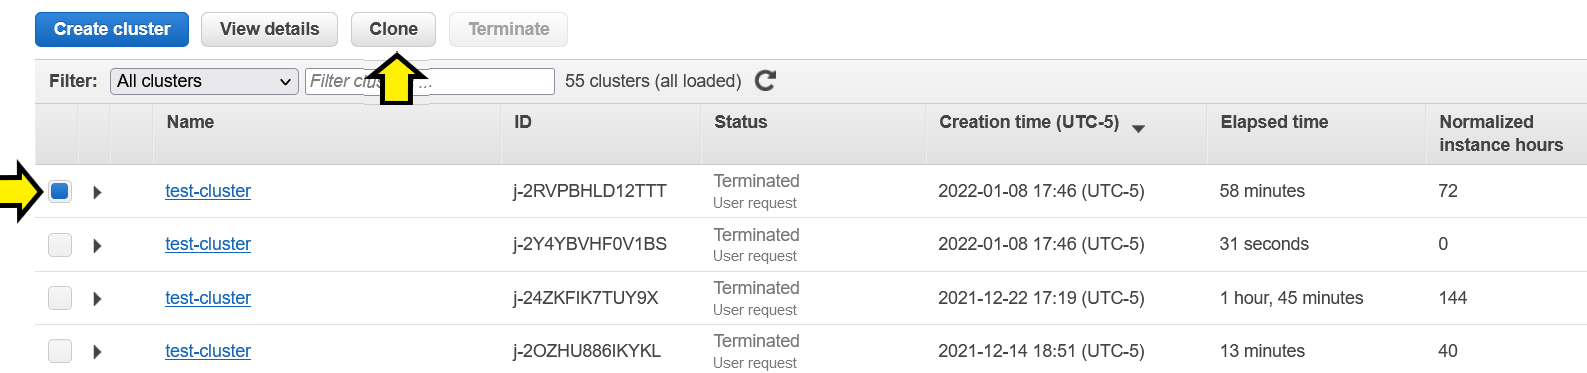 Create cluster View details Clone Terminate
Filter: All clusters Filter clu ... 55 clusters (all loaded)
Name ID Status Creation time (UTC-5) Elapsed time Normalized instance hours
test-cluster j-2RVPBHLD12TTT Terminated User request 2022-01-08 17:46 (UTC-5) 58 minutes 72
test-cluster j-2Y4YBVHF0V1BS Terminated User request 2022-01-08 17:46 (UTC-5) 31 seconds 0
test-cluster j-24ZKFIK7TUY9X Terminated User request 2021-12-22 17:19 (UTC-5) 1 hour, 45 minutes 144
test-cluster j-2OZHU886IKYKL Terminated User request 2021-12-14 18:51 (UTC-5) 13 minutes 40